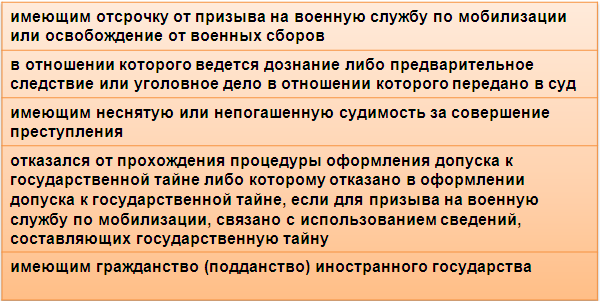 имеющим отсрочку от призыва на военную службу по мобилизации
или освобождение от военных сборов
в отношении которого ведется дознание либо предварительное
следствие или уголовное дело в отношении которого передано в суд
имеющим неснятую или непогашенную судимость за совершение
преступления
отказался от прохождения процедуры оформления допуска к
государственной тайне либо которому отказано в оформлении
допуска к государственной тайне, если для призыва на военную
службу по мобилизации, связано с использованием сведений,
составляющих государственную тайну
имеющим гражданство (подданство) иностранного государства